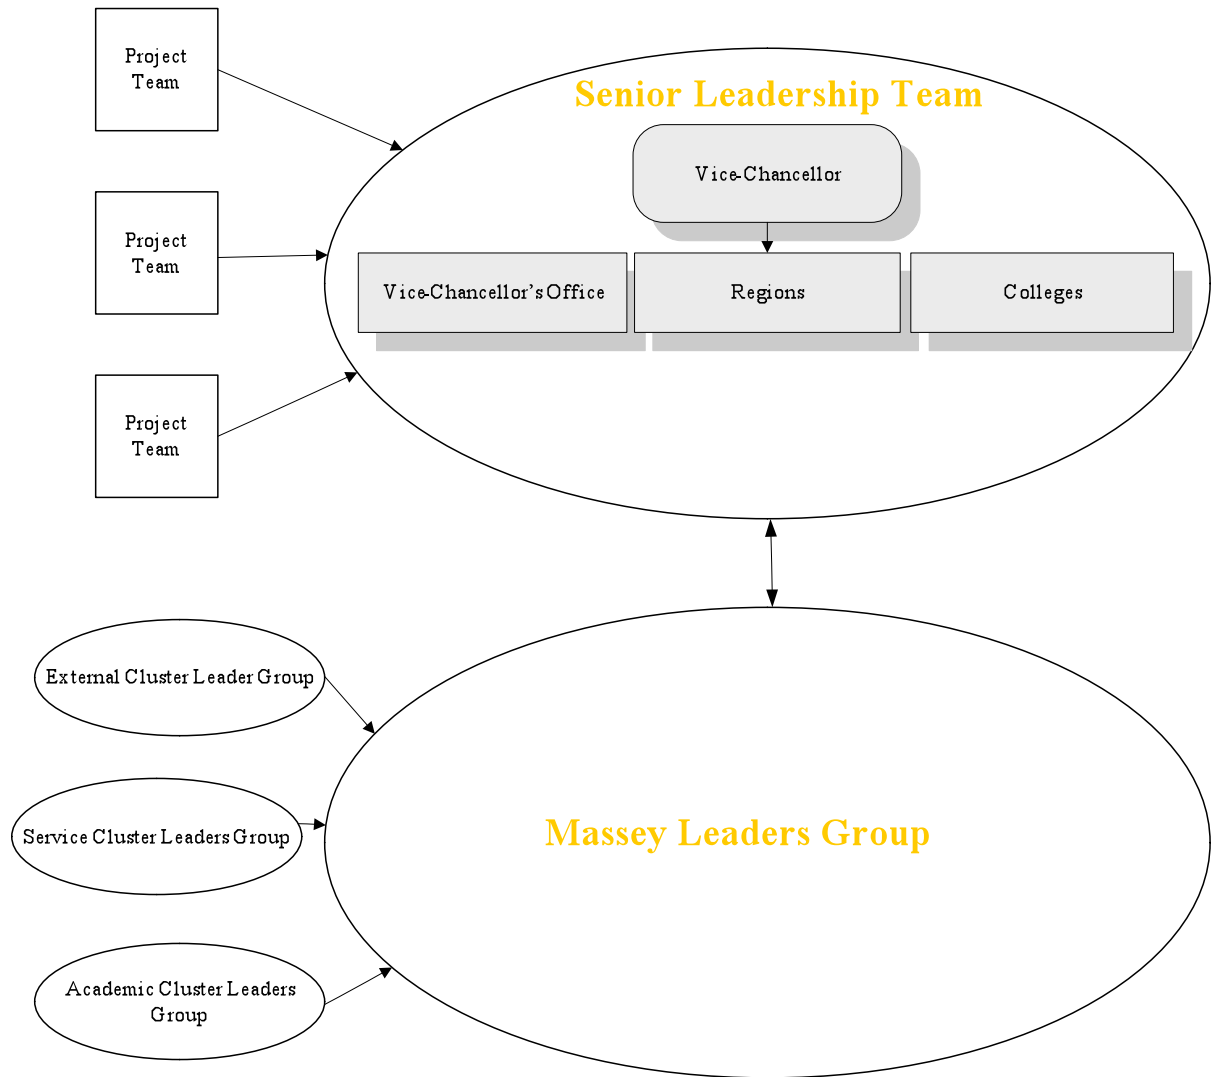 Project
Team
Senior Leadership Team
Vice-Chancellor
Project
Team
Vice-Chancellor's Office
Regions
Colleges
Project
Team
External Cluster Leader Group
Service Cluster Leaders Group
Massey Leaders Group
Academic Cluster Leaders
Group